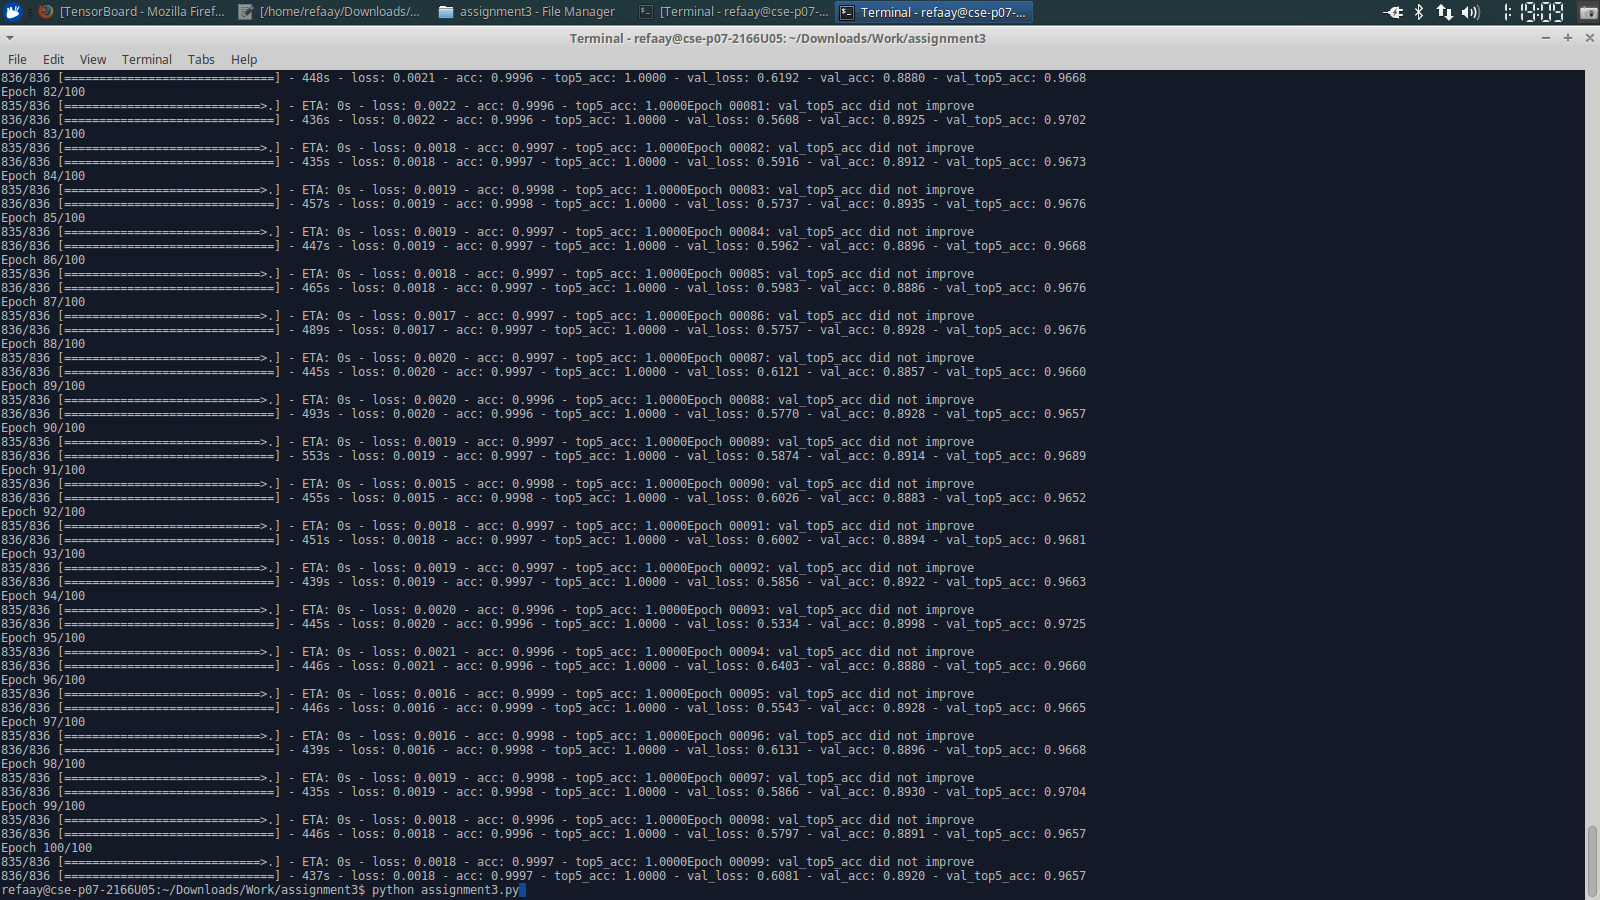 [TensorBoard - Mozilla Firef...
[/home/refaay/Downloads/...
assignment3 - File Manager
[Terminal - refaay@cse-p07-...
Terminal - refaay@cse-p07-...
19:09
Terminal - refaay@cse-p07-2166U05: ~/Downloads/Work/assignment3
File Edit View Terminal Tabs Help
836/836 [==============================] - 448s - loss: 0.0021 - acc: 0.9996 - top5_acc: 1.0000 - val_loss: 0.6192 - val_acc: 0.8880 - val_top5_acc: 0.9668
Epoch 82/100
835/836 [============================>.] - ETA: 0s - loss: 0.0022 - acc: 0.9996 - top5_acc: 1.0000Epoch 00081: val_top5_acc did not improve
836/836 [==============================] - 436s - loss: 0.0022 - acc: 0.9996 - top5_acc: 1.0000 - val_loss: 0.5608 - val_acc: 0.8925 - val_top5_acc: 0.9702
Epoch 83/100
835/836 [============================>.] - ETA: 0s - loss: 0.0018 - acc: 0.9997 - top5_acc: 1.0000Epoch 00082: val_top5_acc did not improve
836/836 [==============================] - 435s - loss: 0.0018 - acc: 0.9997 - top5_acc: 1.0000 - val_loss: 0.5916 - val_acc: 0.8912 - val_top5_acc: 0.9673
Epoch 84/100
835/836 [============================>.] - ETA: 0s - loss: 0.0019 - acc: 0.9998 - top5_acc: 1.0000Epoch 00083: val_top5_acc did not improve
836/836 [==============================] - 457s - loss: 0.0019 - acc: 0.9998 - top5_acc: 1.0000 - val_loss: 0.5737 - val_acc: 0.8935 - val_top5_acc: 0.9676
Epoch 85/100
835/836 [============================>.] - ETA: 0s - loss: 0.0019 - acc: 0.9997 - top5_acc: 1.0000Epoch 00084: val_top5_acc did not improve
836/836 [==============================] - 447s - loss: 0.0019 - acc: 0.9997 - top5_acc: 1.0000 - val_loss: 0.5962 - val_acc: 0.8896 - val_top5_acc: 0.9668
Epoch 86/100
835/836 [============================>.] - ETA: 0s - loss: 0.0018 - acc: 0.9997 - top5_acc: 1.0000Epoch 00085: val_top5_acc did not improve
836/836 [==============================] - 465s - loss: 0.0018 - acc: 0.9997 - top5_acc: 1.0000 - val_loss: 0.5983 - val_acc: 0.8886 - val_top5_acc: 0.9676
Epoch 87/100
835/836 [============================>.] - ETA: 0s - loss: 0.0017 - acc: 0.9997 - top5_acc: 1.0000Epoch 00086: val_top5_acc did not improve
836/836 [==============================] - 489s - loss: 0.0017 - acc: 0.9997 - top5_acc: 1.0000 - val_loss: 0.5757 - val_acc: 0.8928 - val_top5_acc: 0.9676
Epoch 88/100
835/836 [============================>.] - ETA: 0s - loss: 0.0020 - acc: 0.9997 - top5_acc: 1.0000Epoch 00087: val_top5_acc did not improve
836/836 [==============================] - 445s - loss: 0.0020 - acc: 0.9997 - top5_acc: 1.0000 - val_loss: 0.6121 - val_acc: 0.8857 - val_top5_acc: 0.9660
Epoch 89/100
835/836 [============================>.] - ETA: 0s - loss: 0.0020 - acc: 0.9996 - top5_acc: 1.0000Epoch 00088: val_top5_acc did not improve
836/836 [==============================] - 493s - loss: 0.0020 - acc: 0.9996 - top5_acc: 1.0000 - val_loss: 0.5770 - val_acc: 0.8928 - val_top5_acc: 0.9657
Epoch 90/100
835/836 [============================>.] - ETA: 0s - loss: 0.0019 - acc: 0.9997 - top5_acc: 1.0000Epoch 00089: val_top5_acc did not improve
836/836 [==============================] - 553s - loss: 0.0019 - acc: 0.9997 - top5_acc: 1.0000 - val_loss: 0.5874 - val_acc: 0.8914 - val_top5_acc: 0.9689
Epoch 91/100
835/836 [============================>.] - ETA: 0s - loss: 0.0015 - acc: 0.9998 - top5_acc: 1.0000Epoch 00090: val_top5_acc did not improve
836/836 [==============================] - 455s - loss: 0.0015 - acc: 0.9998 - top5_acc: 1.0000 - val_loss: 0.6026 - val_acc: 0.8883 - val_top5_acc: 0.9652
Epoch 92/100
835/836 [============================>.] - ETA: 0s - loss: 0.0018 - acc: 0.9997 - top5_acc: 1.0000Epoch 00091: val_top5_acc did not improve
836/836 [==============================] - 451s - loss: 0.0018 - acc: 0.9997 - top5_acc: 1.0000 - val_loss: 0.6002 - val_acc: 0.8894 - val_top5_acc: 0.9681
Epoch 93/100
835/836 [============================>.] - ETA: 0s - loss: 0.0019 - acc: 0.9997 - top5_acc: 1.0000Epoch 00092: val_top5_acc did not improve
836/836 [==============================] - 439s - loss: 0.0019 - acc: 0.9997 - top5_acc: 1.0000 - val_loss: 0.5856 - val_acc: 0.8922 - val_top5_acc: 0.9663
Epoch 94/100
835/836 [============================>.] - ETA: 0s - loss: 0.0020 - acc: 0.9996 - top5_acc: 1.0000Epoch 00093: val_top5_acc did not improve
836/836 [==============================] - 445s - loss: 0.0020 - acc: 0.9996 - top5_acc: 1.0000 - val_loss: 0.5334 - val_acc: 0.8998 - val_top5_acc: 0.9725
Epoch 95/100
835/836 [============================>.] - ETA: 0s - loss: 0.0021 - acc: 0.9996 - top5_acc: 1.0000Epoch 00094: val_top5_acc did not improve
836/836 [==============================] - 446s - loss: 0.0021 - acc: 0.9996 - top5_acc: 1.0000 - val_loss: 0.6403 - val_acc: 0.8880 - val_top5_acc: 0.9660
Epoch 96/100
835/836 [============================>.] - ETA: 0s - loss: 0.0016 - acc: 0.9999 - top5_acc: 1.0000Epoch 00095: val_top5_acc did not improve
836/836 [==============================] - 446s - loss: 0.0016 - acc: 0.9999 - top5_acc: 1.0000 - val_loss: 0.5543 - val_acc: 0.8928 - val_top5_acc: 0.9665
Epoch 97/100
835/836 [============================>.] - ETA: 0s - loss: 0.0016 - acc: 0.9998 - top5_acc: 1.0000Epoch 00096: val_top5_acc did not improve
836/836 [==============================] - 439s - loss: 0.0016 - acc: 0.9998 - top5_acc: 1.0000 - val_loss: 0.6131 - val_acc: 0.8896 - val_top5_acc: 0.9668
Epoch 98/100
835/836 [============================>.] - ETA: 0s - loss: 0.0019 - acc: 0.9998 - top5_acc: 1.0000Epoch 00097: val_top5_acc did not improve
836/836 [==============================] - 435s - loss: 0.0019 - acc: 0.9998 - top5_acc: 1.0000 - val_loss: 0.5866 - val_acc: 0.8930 - val_top5_acc: 0.9704
Epoch 99/100
835/836 [============================>.] - ETA: 0s - loss: 0.0018 - acc: 0.9996 - top5_acc: 1.0000Epoch 00098: val_top5_acc did not improve
836/836 [==============================] - 446s - loss: 0.0018 - acc: 0.9996 - top5_acc: 1.0000 - val_loss: 0.5797 - val_acc: 0.8891 - val_top5_acc: 0.9657
Epoch 100/100
835/836 [============================>.] - ETA: 0s - loss: 0.0018 - acc: 0.9997 - top5_acc: 1.0000Epoch 00099: val_top5_acc did not improve
836/836 [==============================] - 437s - loss: 0.0018 - acc: 0.9997 - top5_acc: 1.0000 - val_loss: 0.6081 - val_acc: 0.8920 - val_top5_acc: 0.9657
refaay@cse-p07-2166U05:~/Downloads/Work/assignment3$ python assignment3.py